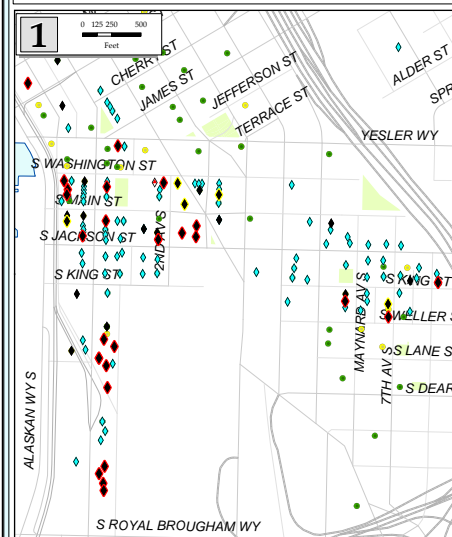 1
0 125 250 500
Feet
CHERRY ST
JAMES ST
JEFFERSON ST
TERRACE ST
ALDER ST
SPR
YESLER WY
S WASHINGTON ST
S MAIN ST
S JACKSON ST
2ND AV S
S KING ST
S KING ST
S WELLER S
MAYNARD AV S
7TH AV S
S LANE S
S DEAR
ALASKAN WY S
S ROYAL BROUGHAM WY